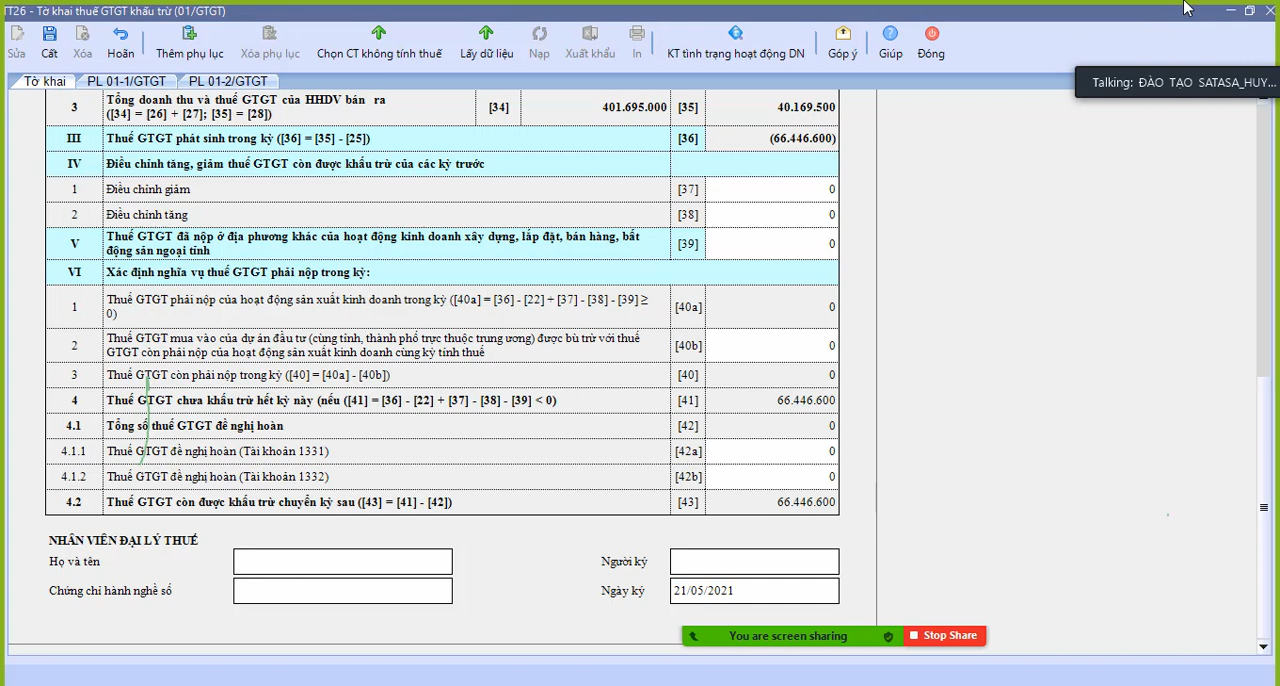 TT26 - Tờ khai thuế GTGT khấu trừ (01/GTGT)
Sửa Cất Xóa Hoãn Thêm phụ lục Xóa phụ lục Chọn CT không tính thuế Lấy dữ liệu Nạp Xuất khẩu In KT tình trạng hoạt động DN Góp ý Giúp Đóng
Tờ khai PL 01-1/GTGT PL 01-2/GTGT
Talking: ĐÀO TẠO SATASA_HUY...
3 Tổng doanh thu và thuế GTGT của HHDV bán ra
([34] = [26] + [27]; [35] = [28]) [34] 401.695.000 [35] 40.169.500
III Thuế GTGT phát sinh trong kỳ ([36] = [35] - [25]) [36] (66.446.600)
IV Điều chỉnh tăng, giảm thuế GTGT còn được khấu trừ của các kỳ trước
1 Điều chỉnh giảm [37] 0
2 Điều chỉnh tăng [38] 0
V Thuế GTGT đã nộp ở địa phương khác của hoạt động kinh doanh xây dựng, lắp đặt, bán hàng, bất
động sản ngoại tỉnh [39] 0
VI Xác định nghĩa vụ thuế GTGT phải nộp trong kỳ:
1 Thuế GTGT phải nộp của hoạt động sản xuất kinh doanh trong kỳ ([40a] = [36] - [22] + [37] - [38] - [39] ≥
0) [40a] 0
2 Thuế GTGT mua vào của dự án đầu tư (cùng tỉnh, thành phố trực thuộc trung ương) được bù trừ với thuế
GTGT còn phải nộp của hoạt động sản xuất kinh doanh cùng kỳ tính thuế [40b] 0
3 Thuế GTGT còn phải nộp trong kỳ ([40] = [40a] - [40b]) [40] 0
4 Thuế GTGT chưa khấu trừ hết kỳ này (nếu ([41] = [36] - [22] + [37] - [38] - [39] < 0) [41] 66.446.600
4.1 Tổng số thuế GTGT đề nghị hoàn [42] 0
4.1.1 Thuế GTGT đề nghị hoàn (Tài khoản 1331) [42a] 0
4.1.2 Thuế GTGT đề nghị hoàn (Tài khoản 1332) [42b] 0
4.2 Thuế GTGT còn được khấu trừ chuyển kỳ sau ([43] = [41] - [42]) [43] 66.446.600
NHÂN VIÊN ĐẠI LÝ THUẾ
Họ và tên Người ký
Chứng chỉ hành nghề số Ngày ký 21/05/2021
You are screen sharing Stop Share